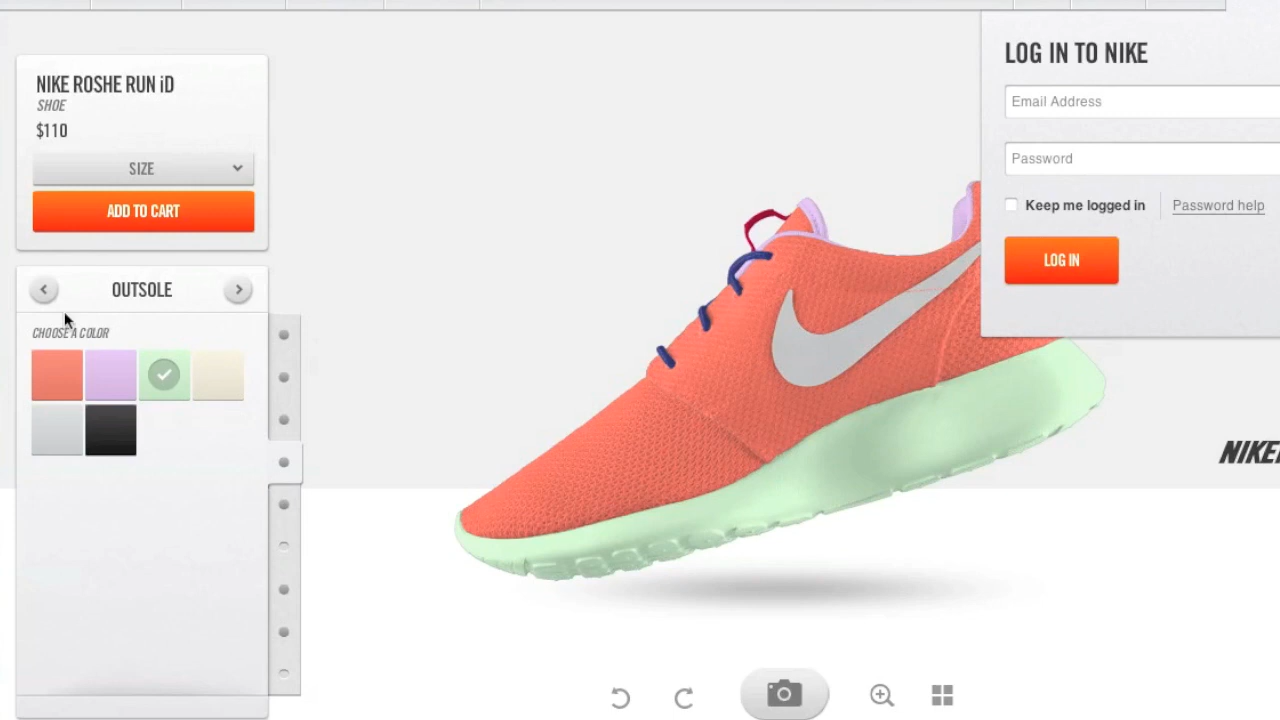 NIKE ROSHE RUN iD
SHOE
$110
SIZE
ADD TO CART
OUTSOLE
CHOOSE A COLOR
LOG IN TO NIKE
Email Address
Password
Keep me logged in
Password help
LOG IN